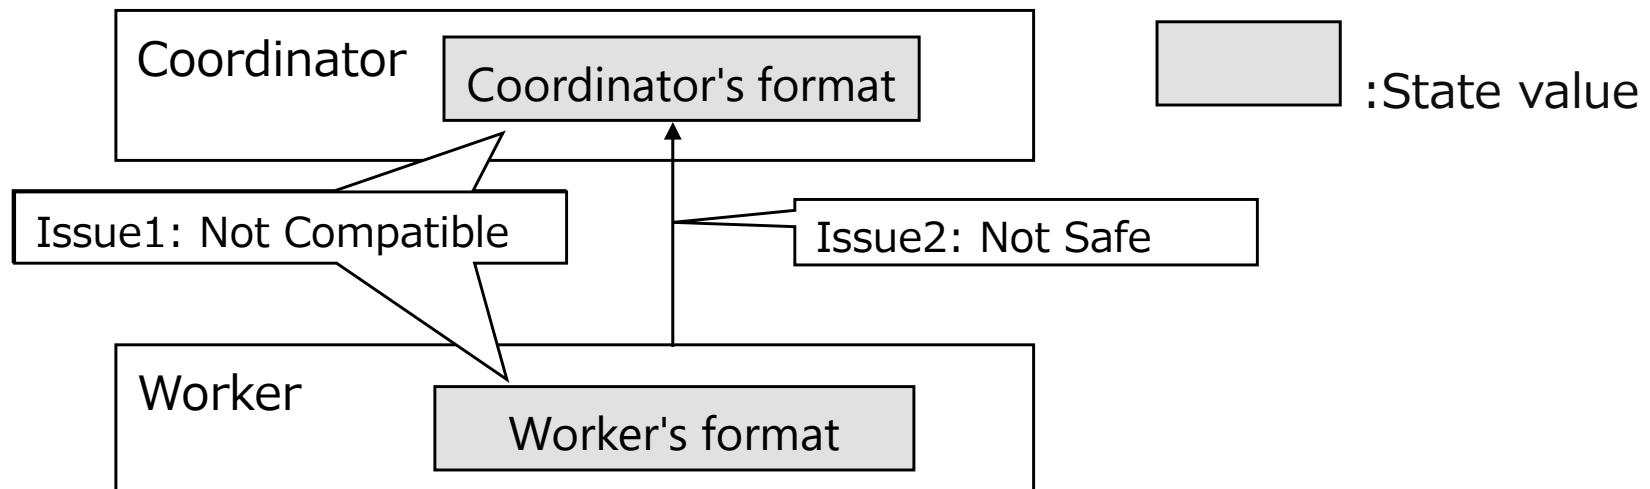 Coordinator
Coordinator's format
:State value
Issue1: Not Compatible
Issue2: Not Safe
Worker
Worker's format